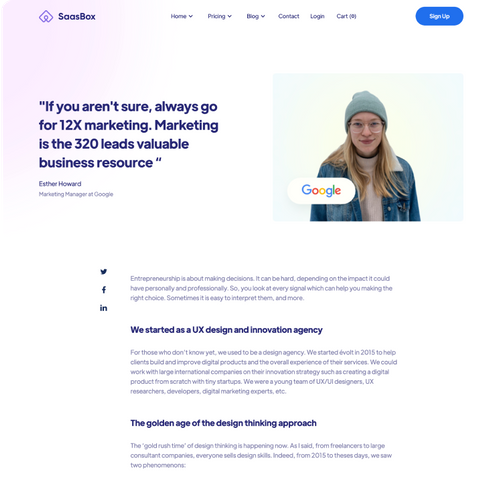 SaasBox
Home Pricing Blog Contact Login Cart (0) Sign Up
"If you aren't sure, always go
for 12X marketing. Marketing
is the 320 leads valuable
business resource “
Esther Howard
Marketing Manager at Google
Google
Entrepreneurship is about making decisions. It can be hard, depending on the impact it could
have personally and professionally. So, you look at every signal which can help you making the
right choice. Sometimes it is easy to interpret them, and more.
We started as a UX design and innovation agency
For those who don't know yet, we used to be a design agency. We started évolt in 2015 to help
clients build and improve digital products and the overall experience of their services. We could
work with large international companies on their innovation strategy such as creating a digital
product from scratch with tiny startups. We were a young team of UX/UI designers, UX
researchers, developers, digital marketing experts, etc.
The golden age of the design thinking approach
The 'gold rush time' of design thinking is happening now. As I said, from freelancers to large
consultant companies, everyone sells design skills. Indeed, from 2015 to theses days, we saw
two phenomenons: